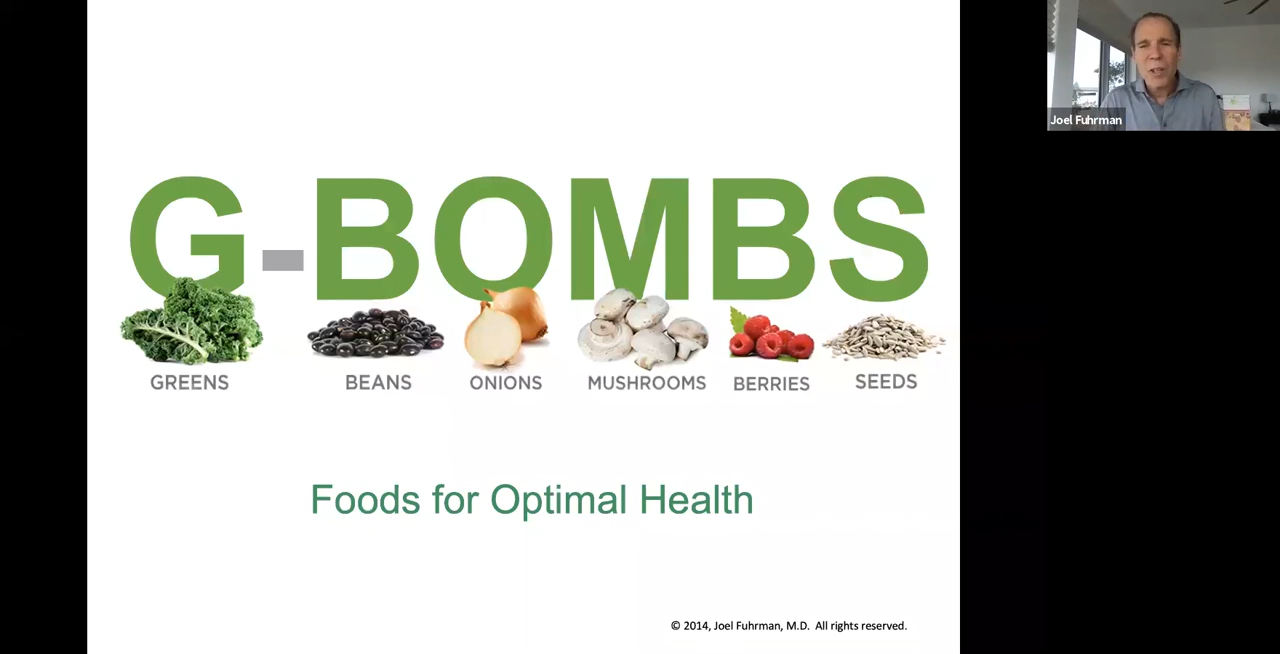 G-BOMBS
GREENS BEANS ONIONS MUSHROOMS BERRIES SEEDS
Foods for Optimal Health
© 2014, Joel Fuhrman, M.D. All rights reserved.
Joel Fuhrman